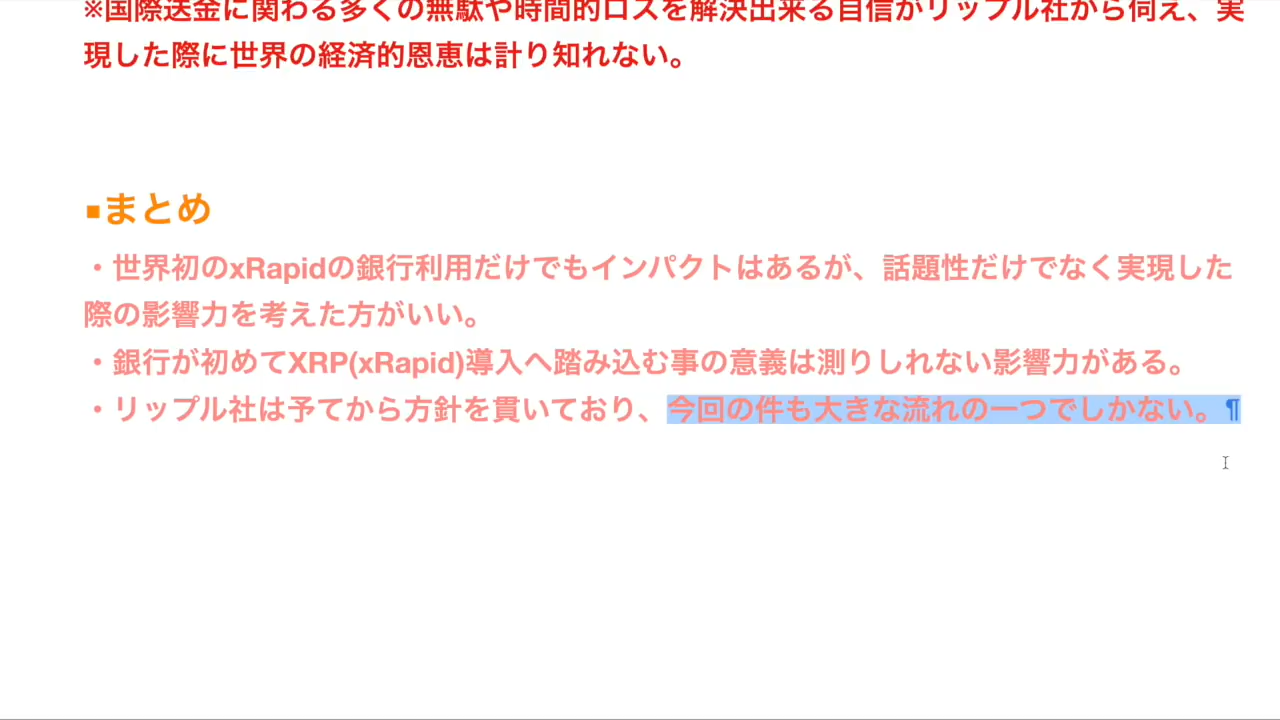 ※国際送金に関わる多くの無駄や時間的ロスを解決出来る自信がリップル社から伺え、実
現した際に世界の経済的恩恵は計り知れない。
▪まとめ
・世界初のxRapidの銀行利用だけでもインパクトはあるが、話題性だけでなく実現した
際の影響力を考えた方がいい。
・銀行が初めてXRP(xRapid)導入へ踏み込む事の意義は測りしれない影響力がある。
・リップル社は予てから方針を貫いており、今回の件も大きな流れの一つでしかない。¶